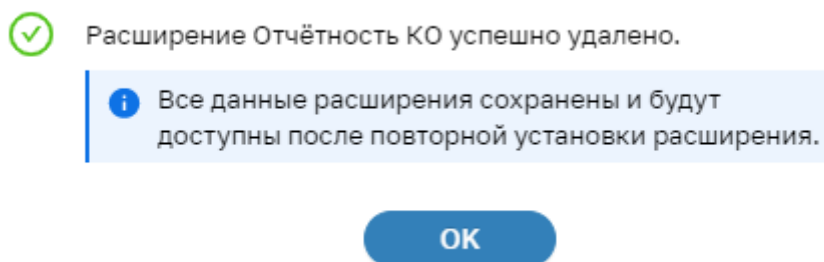 Расширение Отчётность КО успешно удалено.
Все данные расширения сохранены и будут
доступны после повторной установки расширения.
OK